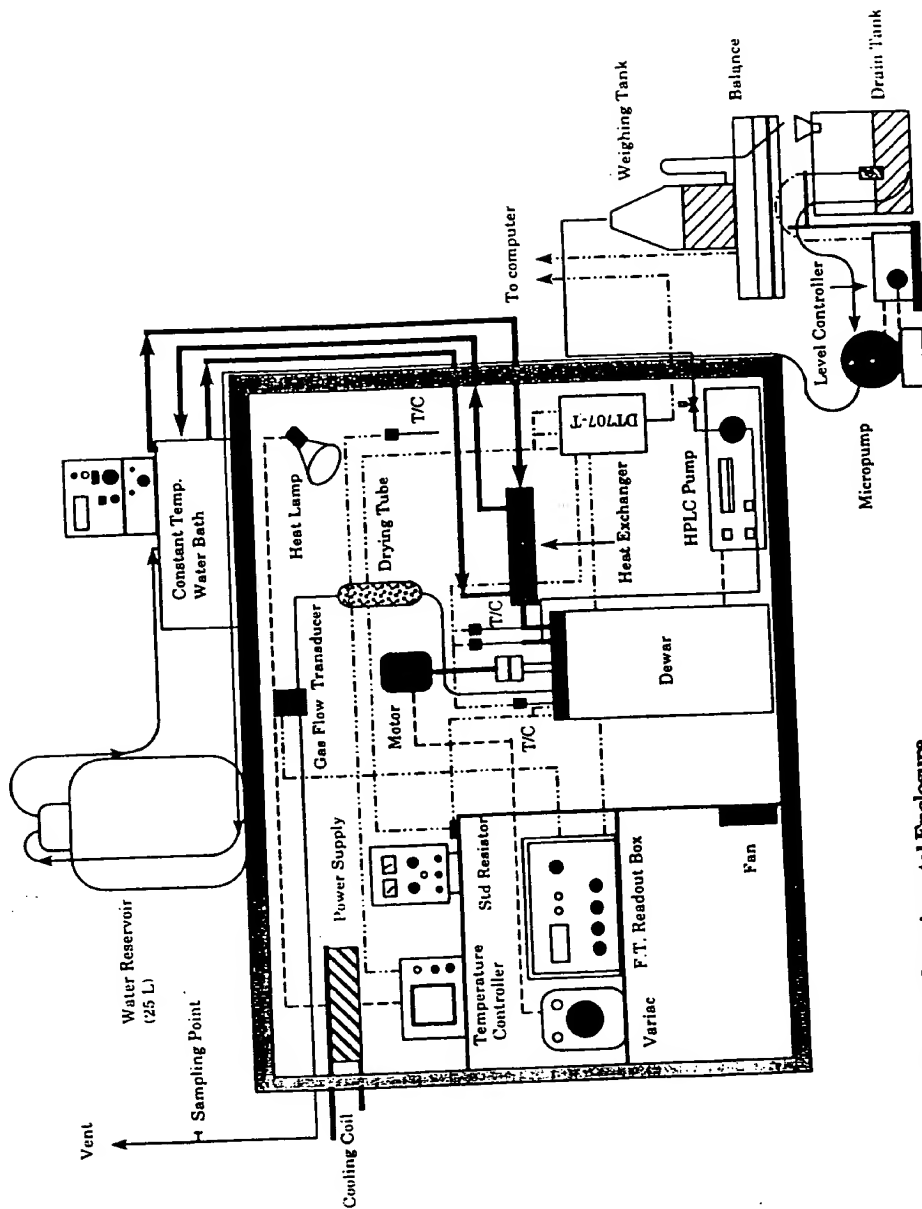 Vent
Sampling Point
Water Reservoir
(25 L)
Constant Temp.
Water Bath
Cooling Coil
Power Supply
Gas Flow Transducer
Heat Lamp
Drying Tube
T/C
To computer
Weighing Tank
Balance
Temperature
Controller
Std Resistor
Motor
T/C
T/C
Heat Exchanger
DT707-T
Variac
F.T. Readout Box
Fan
Dewar
HPLC Pump
Level Controller
Micropump
Drain Tank
Enclosure